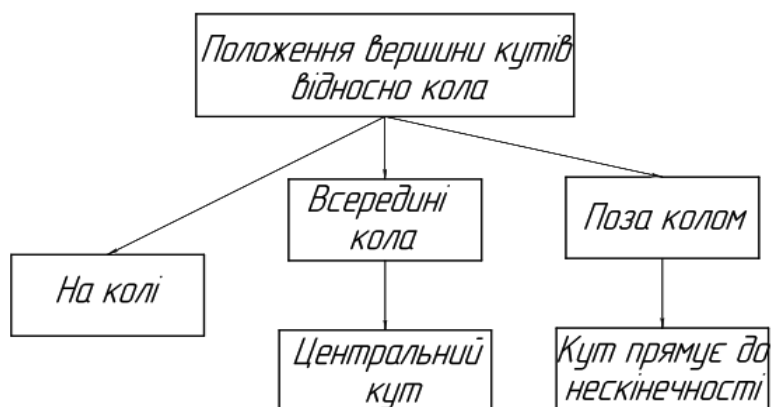 Положення вершини кутів
відносно кола
Всередині
кола
Поза колом
На колі
Центральний
кут
Кут прямує до
нескінечності